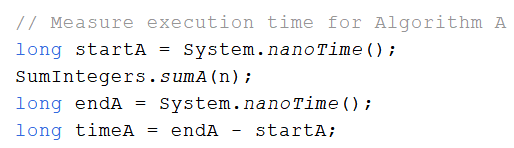 // Measure execution time for Algorithm A
long startA = System.nanoTime();
SumIntegers.sumA(n);
long endA = System.nanoTime();
long timeA = endA - startA;